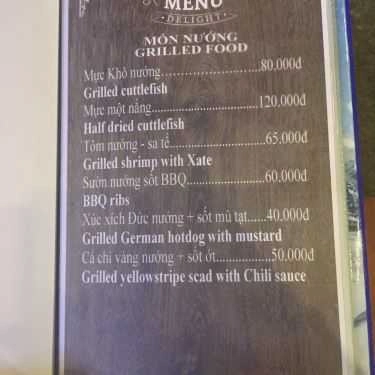 MENU
DELIGHT
MÓN NƯỚNG
GRILLED FOOD
Mực Khô nướng........................80,000đ
Grilled cuttlefish
Mực một nắng.......................120,000đ
Half dried cuttlefish
Tôm nướng - sa tế....................65,000đ
Grilled shrimp with Xate
Sườn nướng sốt BBQ................60,000đ
BBQ ribs
Xúc xích Đức nướng + sốt mù tạt......40,000đ
Grilled German hotdog with mustard
Cá chỉ vàng nướng + sốt ớt..............50.000đ
Grilled yellowstripe scad with Chili sauce